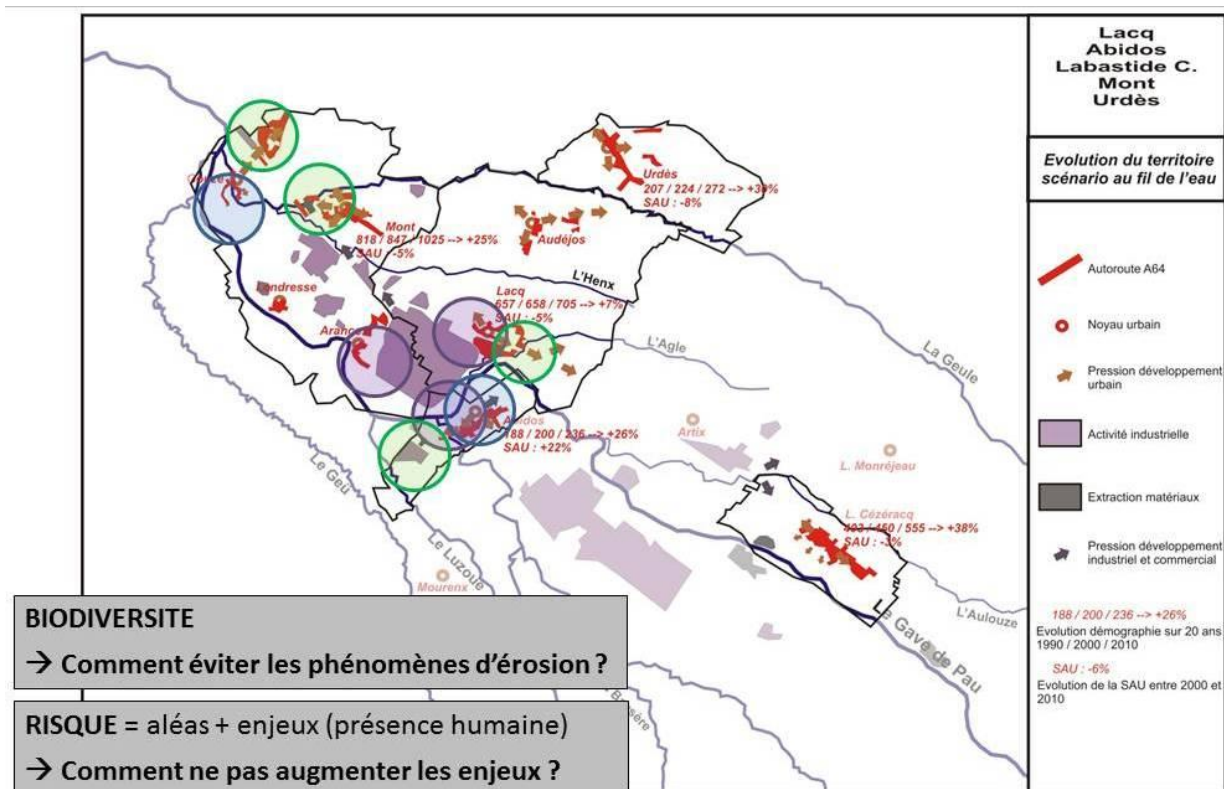 Lacq
Abidos
Labastide C.
Mont
Urdès
Evolution du territoire
scénario au fil de l'eau
Autoroute A64
Noyau urbain
Pression développement
urbain
Activité industrielle
Extraction matériaux
Pression développement
industriel et commercial
188 / 200 / 236 --> +26%
Evolution démographie sur 20 ans
1990 / 2000 / 2010
SAU : -6%
Evolution de la SAU entre 2000 et
2010
Urdès
207 / 224 / 272 --> +30%
SAU : -8%
Mont
818 / 847 / 1025 --> +25%
SAU : -5%
Audéjos
L'Henx
Londresse
Lacq
657 / 658 / 705 --> +7%
SAU : -5%
Arance
L'Agle
La Geule
Abidos
188 / 200 / 236 --> +26%
SAU : +22%
Artix
L. Monréjeau
Le Geü
L. Cézéracq
403 / 450 / 555 --> +38%
SAU : -3%
Le Luzoue
Mourenx
L'Aulouze
Le Gave de Pau
BIODIVERSITE
→ Comment éviter les phénomènes d'érosion ?
RISQUE = aléas + enjeux (présence humaine)
→ Comment ne pas augmenter les enjeux ?